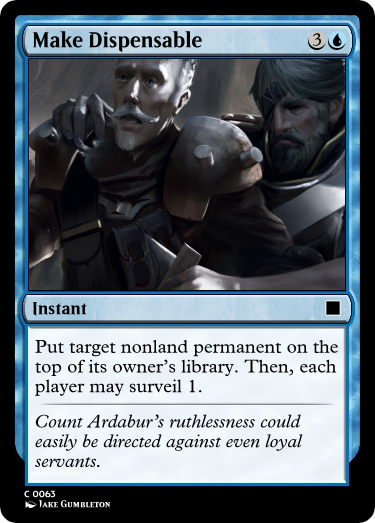 Make Dispensable 3
Instant
Put target nonland permanent on the
top of its owner's library. Then, each
player may surveil 1.
Count Ardabur's ruthlessness could
easily be directed against even loyal
servants.
C 0063
Jake Gumbleton